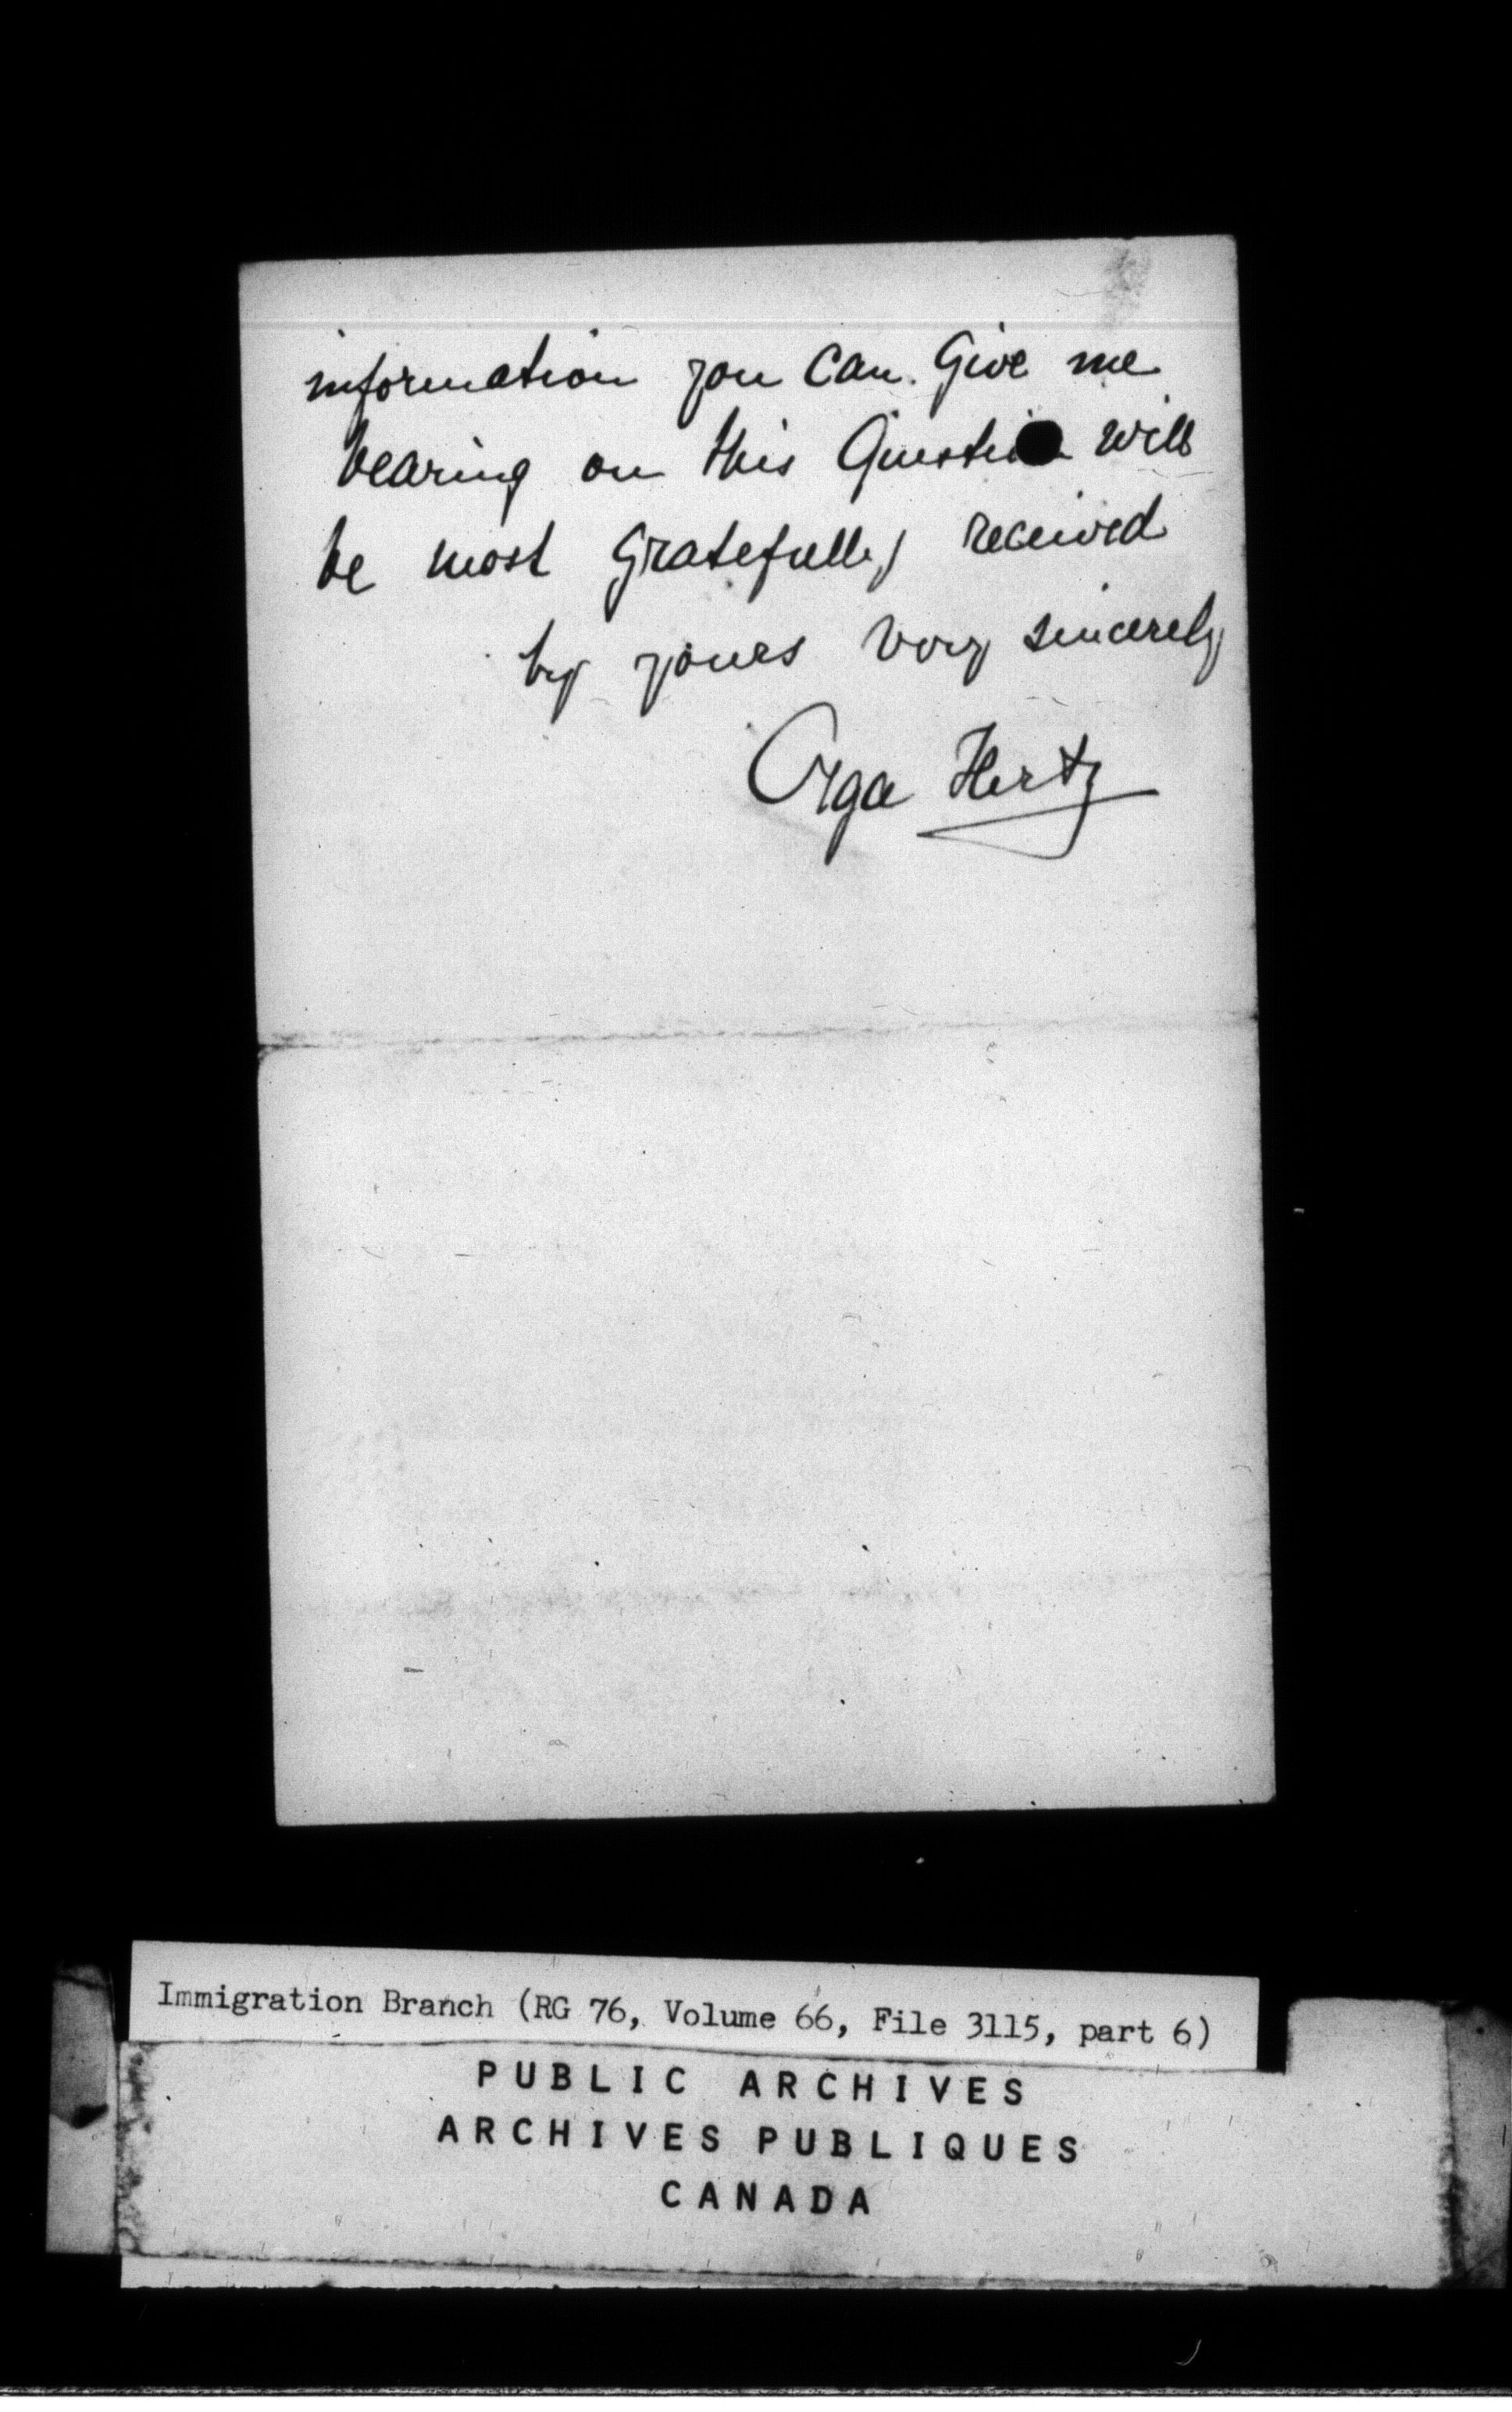 information you Can Give me
bearing on this Question will
be most Gratefully received
by yours very sincerely
Olga Hertz
Immigration Branch (RG 76, Volume 66, File 3115, part 6)
PUBLIC ARCHIVES
ARCHIVES PUBLIQUES
CANADA